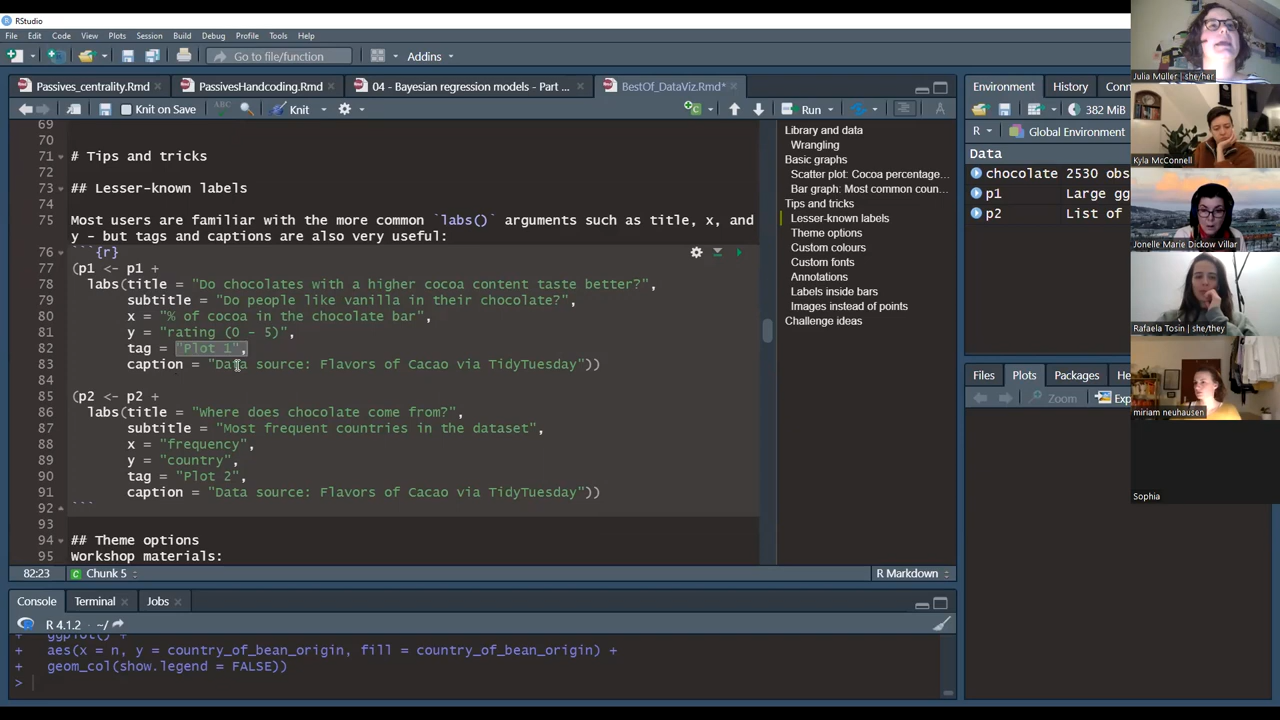 RStudio
File Edit Code View Plots Session Build Debug Profile Tools Help
Go to file/function Addins
Passives_centrality.Rmd PassivesHandcoding.Rmd 04 - Bayesian regression models - Part ... BestOf_DataViz.Rmd*
Knit on Save ABC Knit Run
69
70
71 # Tips and tricks
72
73 ## Lesser-known labels
74
75 Most users are familiar with the more common `labs()` arguments such as title, x, and
y - but tags and captions are also very useful:
76 ```{r}
77 (p1 <- p1 +
78 labs(title = "Do chocolates with a higher cocoa content taste better?",
79 subtitle = "Do people like vanilla in their chocolate?",
80 x = "% of cocoa in the chocolate bar",
81 y = "rating (0 - 5)",
82 tag = "Plot 1",
83 caption = "Data source: Flavors of Cacao via TidyTuesday"))
84
85 (p2 <- p2 +
86 labs(title = "Where does chocolate come from?",
87 subtitle = "Most frequent countries in the dataset",
88 x = "frequency",
89 y = "country",
90 tag = "Plot 2",
91 caption = "Data source: Flavors of Cacao via TidyTuesday"))
92 ```
93
94 ## Theme options
95 Workshop materials:
82:23 Chunk 5 R Markdown
Library and data
Wrangling
Basic graphs
Scatter plot: Cocoa percentage...
Bar graph: Most common coun...
Tips and tricks
Lesser-known labels
Theme options
Custom colours
Custom fonts
Annotations
Labels inside bars
Images instead of points
Challenge ideas
Console Terminal Jobs
R 4.1.2 · ~/
+ ggplot() +
+ aes(x = n, y = country_of_bean_origin, fill = country_of_bean_origin) +
+ geom_col(show.legend = FALSE))
>
Environment History Conn
382 MiB
R Global Environment
Data
chocolate 2530 obs
p1 Large gg
p2 List of
Files Plots Packages
Zoom Exp
Julia Müller | she/her
Kyla McConnell
Jonelle Marie Dickow Villar
Rafaela Tosin | she/they
miriam neuhausen
Sophia